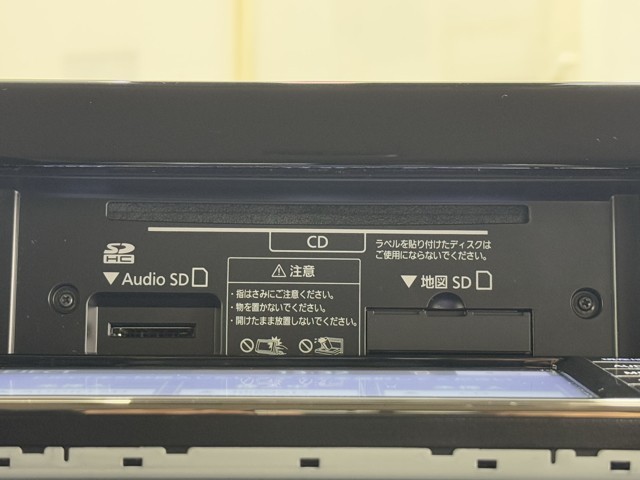 CD
ラベルを貼り付けたディスクは
ご使用にならないでください。
SD
HC
▼Audio SD
⚠注意
・指はさみにご注意ください。
・物を置かないでください。
・開けたまま放置しないでください。
▼地図 SD